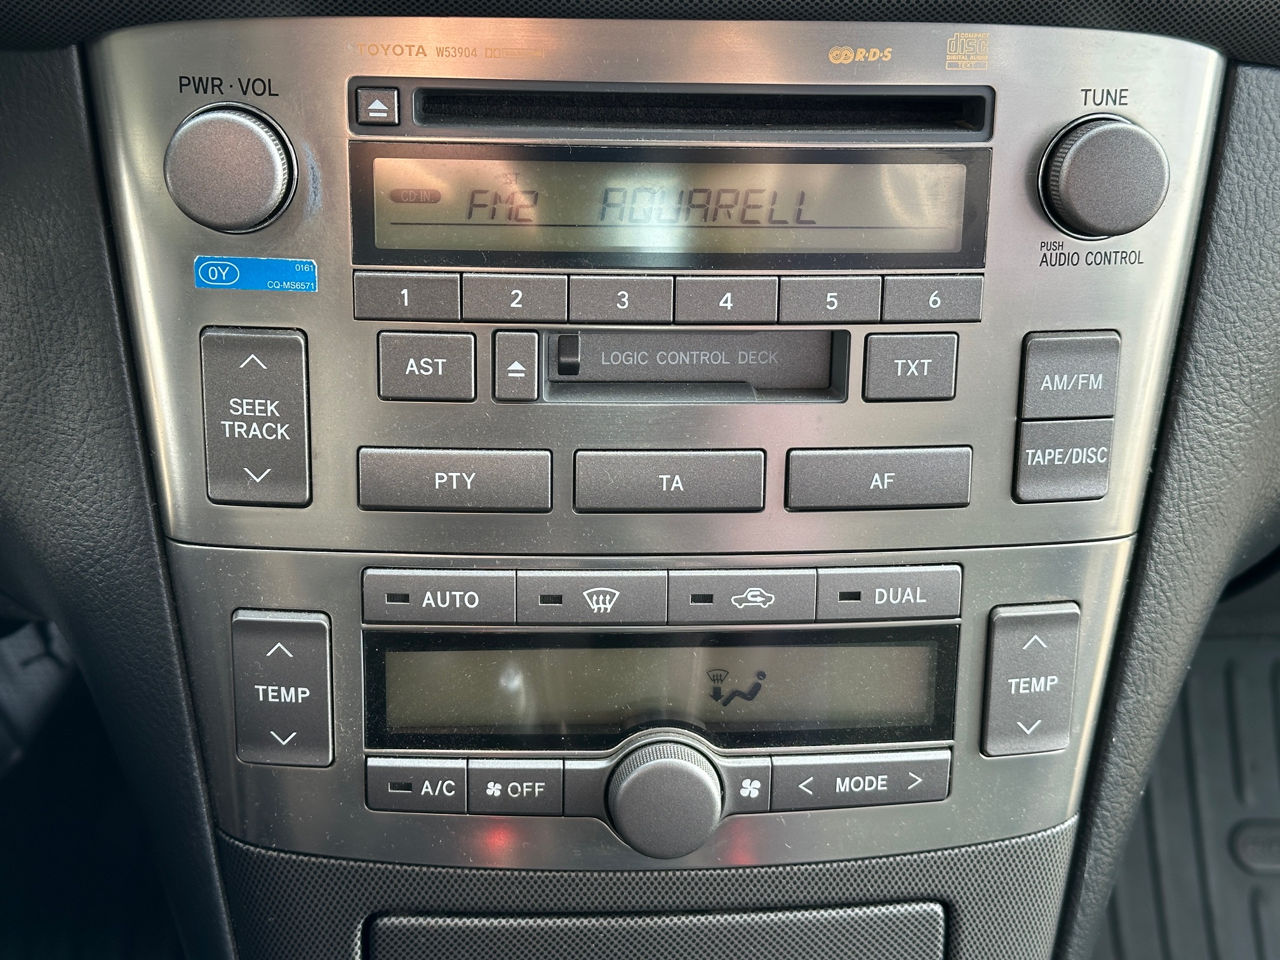 TOYOTA W53904
R·D·S
COMPACT
disc
DIGITAL AUDIO
TEXT
PWR · VOL
TUNE
CD-IN
ST
FM2 AQUARELL
PUSH
AUDIO CONTROL
0Y 0161
CQ-MS6571
1 2 3 4 5 6
AST
LOGIC CONTROL DECK
TXT
AM/FM
SEEK
TRACK
TAPE/DISC
PTY TA AF
AUTO DUAL
TEMP
TEMP
A/C OFF < MODE >